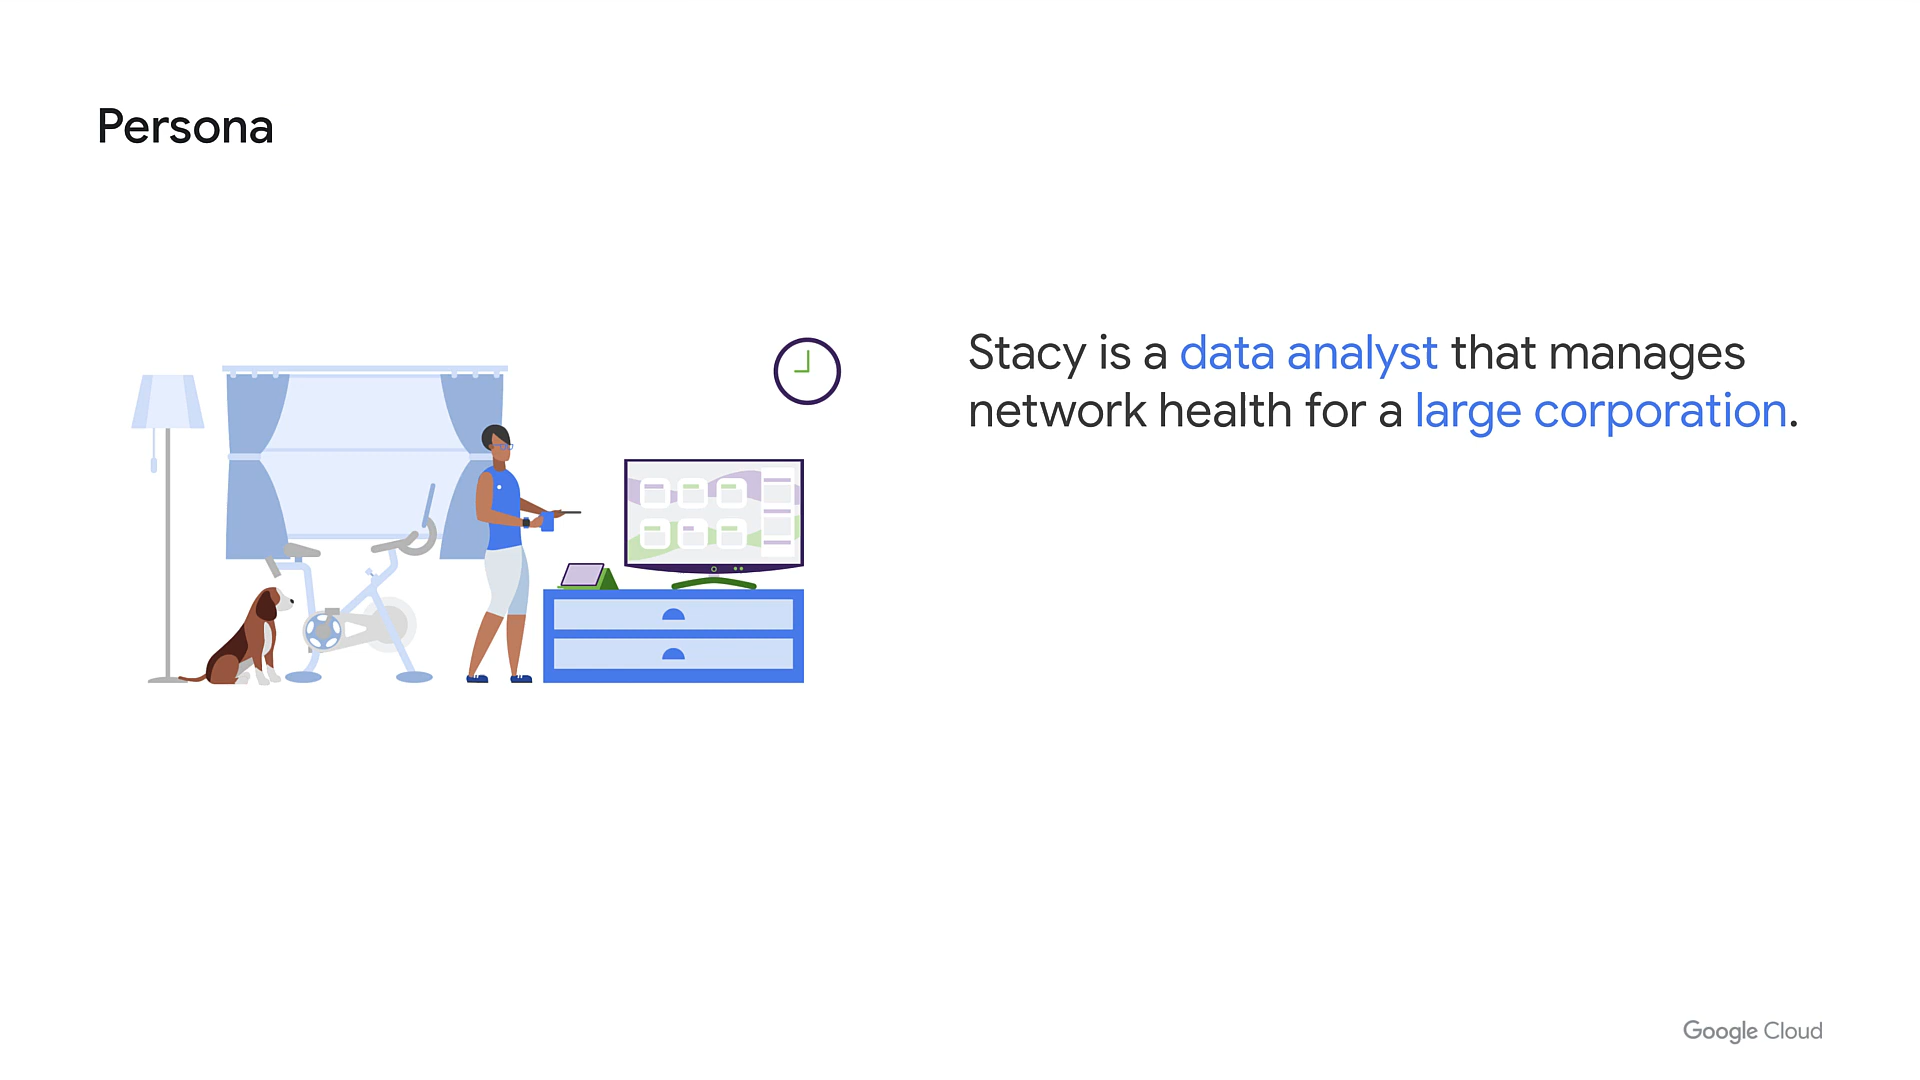 Persona
Stacy is a data analyst that manages
network health for a large corporation.
Google Cloud